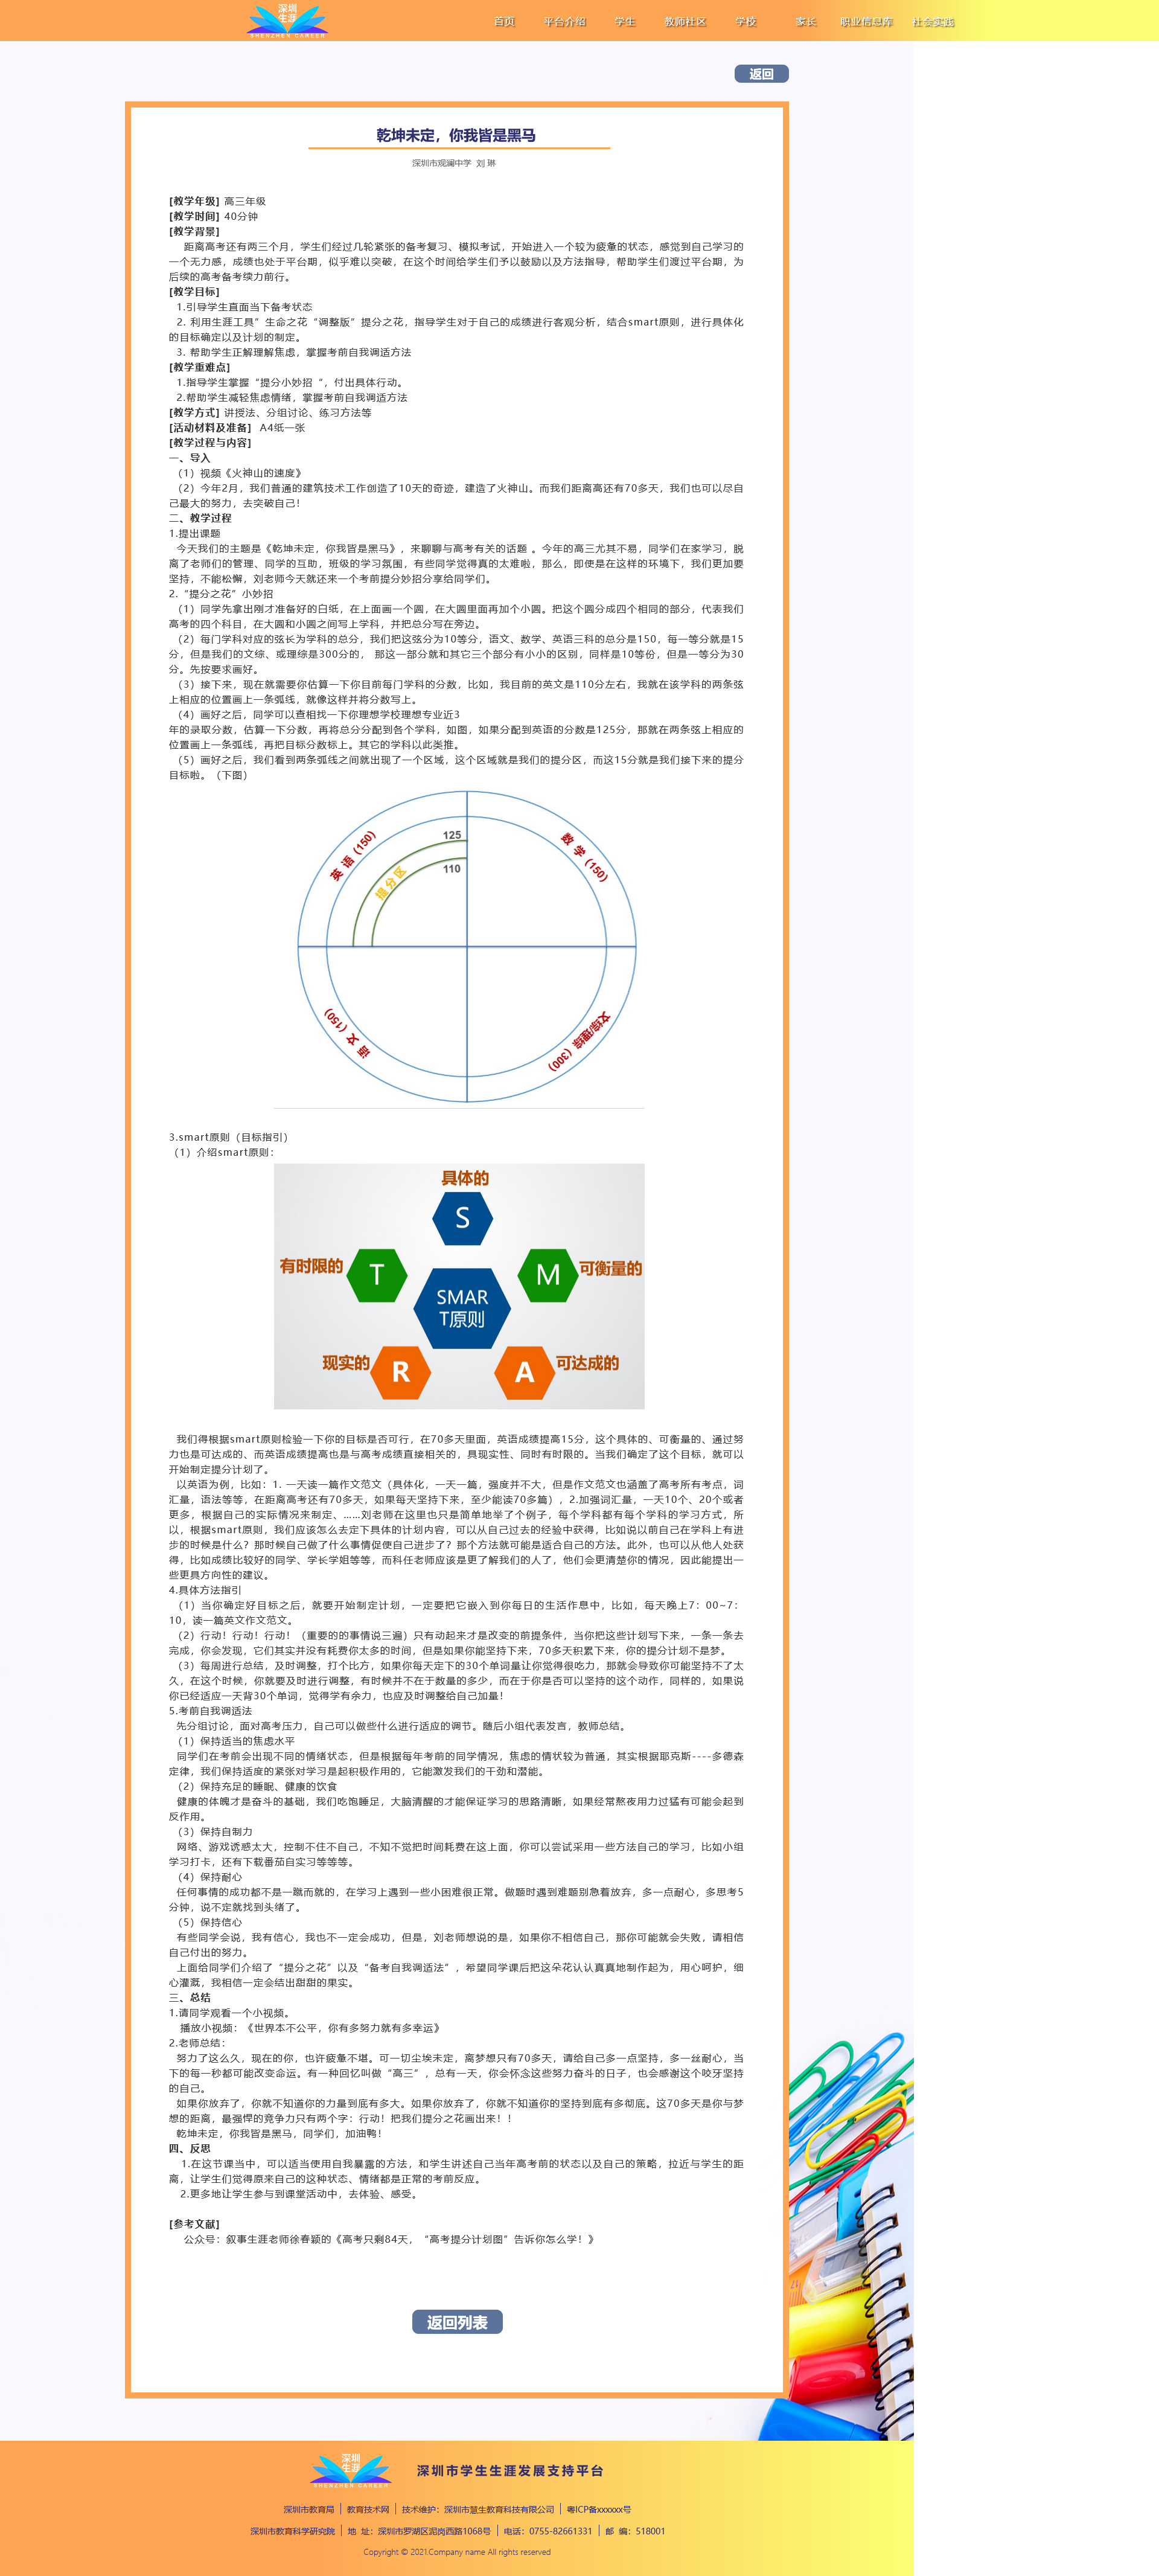 深圳
生涯
SHENZHEN CAREER
首页 平台介绍 学生 教师社区 学校 家长 职业信息库 社会实践
返回
乾坤未定，你我皆是黑马
深圳市观澜中学 刘 琳
[教学年级] 高三年级
[教学时间] 40分钟
[教学背景]
距离高考还有两三个月，学生们经过几轮紧张的备考复习、模拟考试，开始进入一个较为疲惫的状态，感觉到自己学习的
一个无力感，成绩也处于平台期，似乎难以突破，在这个时间给学生们予以鼓励以及方法指导，帮助学生们渡过平台期，为
后续的高考备考续力前行。
[教学目标]
1.引导学生直面当下备考状态
2. 利用生涯工具”生命之花“调整版”提分之花，指导学生对于自己的成绩进行客观分析，结合smart原则，进行具体化
的目标确定以及计划的制定。
3. 帮助学生正解理解焦虑，掌握考前自我调适方法
[教学重难点]
1.指导学生掌握“提分小妙招 “，付出具体行动。
2.帮助学生减轻焦虑情绪，掌握考前自我调适方法
[教学方式] 讲授法、分组讨论、练习方法等
[活动材料及准备] A4纸一张
[教学过程与内容]
一、导入
（1）视频《火神山的速度》
（2）今年2月，我们普通的建筑技术工作创造了10天的奇迹，建造了火神山。而我们距离高还有70多天，我们也可以尽自
己最大的努力，去突破自己！
二、教学过程
1.提出课题
今天我们的主题是《乾坤未定，你我皆是黑马》，来聊聊与高考有关的话题 。今年的高三尤其不易，同学们在家学习，脱
离了老师们的管理、同学的互助，班级的学习氛围，有些同学觉得真的太难啦，那么，即使是在这样的环境下，我们更加要
坚持，不能松懈，刘老师今天就还来一个考前提分妙招分享给同学们。
2.“提分之花”小妙招
（1）同学先拿出刚才准备好的白纸，在上面画一个圆，在大圆里面再加个小圆。把这个圆分成四个相同的部分，代表我们
高考的四个科目，在大圆和小圆之间写上学科，并把总分写在旁边。
（2）每门学科对应的弦长为学科的总分，我们把这弦分为10等分，语文、数学、英语三科的总分是150，每一等分就是15
分，但是我们的文综、或理综是300分的， 那这一部分就和其它三个部分有小小的区别，同样是10等份，但是一等分为30
分。先按要求画好。
（3）接下来，现在就需要你估算一下你目前每门学科的分数，比如，我目前的英文是110分左右，我就在该学科的两条弦
上相应的位置画上一条弧线，就像这样并将分数写上。
（4）画好之后，同学可以查相找一下你理想学校理想专业近3
年的录取分数，估算一下分数，再将总分分配到各个学科，如图，如果分配到英语的分数是125分，那就在两条弦上相应的
位置画上一条弧线，再把目标分数标上。其它的学科以此类推。
（5）画好之后，我们看到两条弧线之间就出现了一个区域，这个区域就是我们的提分区，而这15分就是我们接下来的提分
目标啦。（下图）
英 语（150）
125
数 学（150）
110
提分区
语 文（150）
文综/理综（300）
3.smart原则（目标指引）
（1）介绍smart原则：
具体的
S
有时限的
T
M
可衡量的
SMAR
T原则
现实的
R
A
可达成的
我们得根据smart原则检验一下你的目标是否可行，在70多天里面，英语成绩提高15分，这个具体的、可衡量的、通过努
力也是可达成的、而英语成绩提高也是与高考成绩直接相关的，具现实性、同时有时限的。当我们确定了这个目标，就可以
开始制定提分计划了。
以英语为例，比如：1. 一天读一篇作文范文（具体化，一天一篇，强度并不大，但是作文范文也涵盖了高考所有考点，词
汇量，语法等等，在距离高考还有70多天，如果每天坚持下来，至少能读70多篇），2.加强词汇量，一天10个、20个或者
更多，根据自己的实际情况来制定、……刘老师在这里也只是简单地举了个例子，每个学科都有每个学科的学习方式，所
以，根据smart原则，我们应该怎么去定下具体的计划内容，可以从自己过去的经验中获得，比如说以前自己在学科上有进
步的时候是什么？那时候自己做了什么事情促使自己进步了？那个方法就可能是适合自己的方法。此外，也可以从他人处获
得，比如成绩比较好的同学、学长学姐等等，而科任老师应该是更了解我们的人了，他们会更清楚你的情况，因此能提出一
些更具方向性的建议。
4.具体方法指引
（1）当你确定好目标之后，就要开始制定计划，一定要把它嵌入到你每日的生活作息中，比如，每天晚上7：00~7：
10，读一篇英文作文范文。
（2）行动！行动！行动！（重要的的事情说三遍）只有动起来才是改变的前提条件，当你把这些计划写下来，一条一条去
完成，你会发现，它们其实并没有耗费你太多的时间，但是如果你能坚持下来，70多天积累下来，你的提分计划不是梦。
（3）每周进行总结，及时调整，打个比方，如果你每天定下的30个单词量让你觉得很吃力，那就会导致你可能坚持不了太
久，在这个时候，你就要及时进行调整，有时候并不在于数量的多少，而在于你是否可以坚持的这个动作，同样的，如果说
你已经适应一天背30个单词，觉得学有余力，也应及时调整给自己加量！
5.考前自我调适法
先分组讨论，面对高考压力，自己可以做些什么进行适应的调节。随后小组代表发言，教师总结。
（1）保持适当的焦虑水平
同学们在考前会出现不同的情绪状态，但是根据每年考前的同学情况，焦虑的情状较为普通，其实根据耶克斯----多德森
定律，我们保持适度的紧张对学习是起积极作用的，它能激发我们的干劲和潜能。
（2）保持充足的睡眠、健康的饮食
健康的体魄才是奋斗的基础，我们吃饱睡足，大脑清醒的才能保证学习的思路清晰，如果经常熬夜用力过猛有可能会起到
反作用。
（3）保持自制力
网络、游戏诱惑太大，控制不住不自己，不知不觉把时间耗费在这上面，你可以尝试采用一些方法自己的学习，比如小组
学习打卡，还有下载番茄自实习等等等。
（4）保持耐心
任何事情的成功都不是一蹴而就的，在学习上遇到一些小困难很正常。做题时遇到难题别急着放弃，多一点耐心，多思考5
分钟，说不定就找到头绪了。
（5）保持信心
有些同学会说，我有信心，我也不一定会成功，但是，刘老师想说的是，如果你不相信自己，那你可能就会失败，请相信
自己付出的努力。
上面给同学们介绍了“提分之花”以及“备考自我调适法”，希望同学课后把这朵花认认真真地制作起为，用心呵护，细
心灌溉，我相信一定会结出甜甜的果实。
三、总结
1.请同学观看一个小视频。
播放小视频：《世界本不公平，你有多努力就有多幸运》
2.老师总结：
努力了这么久，现在的你，也许疲惫不堪。可一切尘埃未定，离梦想只有70多天，请给自己多一点坚持，多一丝耐心，当
下的每一秒都可能改变命运。有一种回忆叫做“高三”，总有一天，你会怀念这些努力奋斗的日子，也会感谢这个咬牙坚持
的自己。
如果你放弃了，你就不知道你的力量到底有多大。如果你放弃了，你就不知道你的坚持到底有多彻底。这70多天是你与梦
想的距离，最强悍的竞争力只有两个字：行动！把我们提分之花画出来！！
乾坤未定，你我皆是黑马，同学们，加油鸭！
四、反思
1.在这节课当中，可以适当使用自我暴露的方法，和学生讲述自己当年高考前的状态以及自己的策略，拉近与学生的距
离，让学生们觉得原来自己的这种状态、情绪都是正常的考前反应。
2.更多地让学生参与到课堂活动中，去体验、感受。
[参考文献]
公众号：叙事生涯老师徐春颖的《高考只剩84天，“高考提分计划图”告诉你怎么学！》
返回列表
深圳
生涯
SHENZHEN CAREER
深圳市学生生涯发展支持平台
深圳市教育局 教育技术网 技术维护：深圳市慧生教育科技有限公司 粤ICP备xxxxxx号
深圳市教育科学研究院 地 址：深圳市罗湖区泥岗西路1068号 电话：0755-82661331 邮 编：518001
Copyright © 2021.Company name All rights reserved